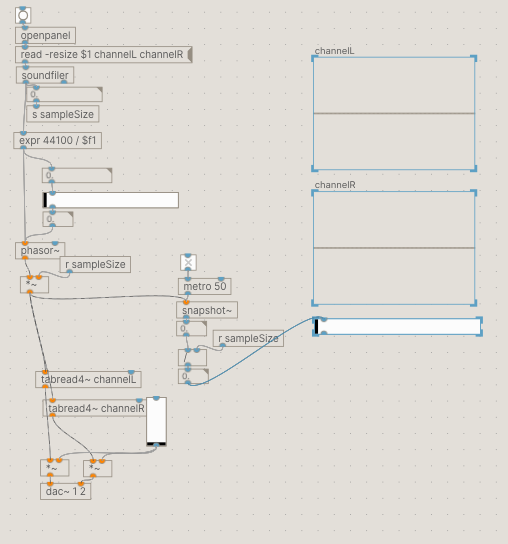 openpanel
read -resize $1 channelL channelR
soundfiler
0
s sampleSize
expr 44100 / $f1
0
0
phasor~
r sampleSize
*~
metro 50
snapshot~
0
r sampleSize
/
0
tabread4~ channelL
tabread4~ channelR
*~
*~
dac~ 1 2
channelL
channelR